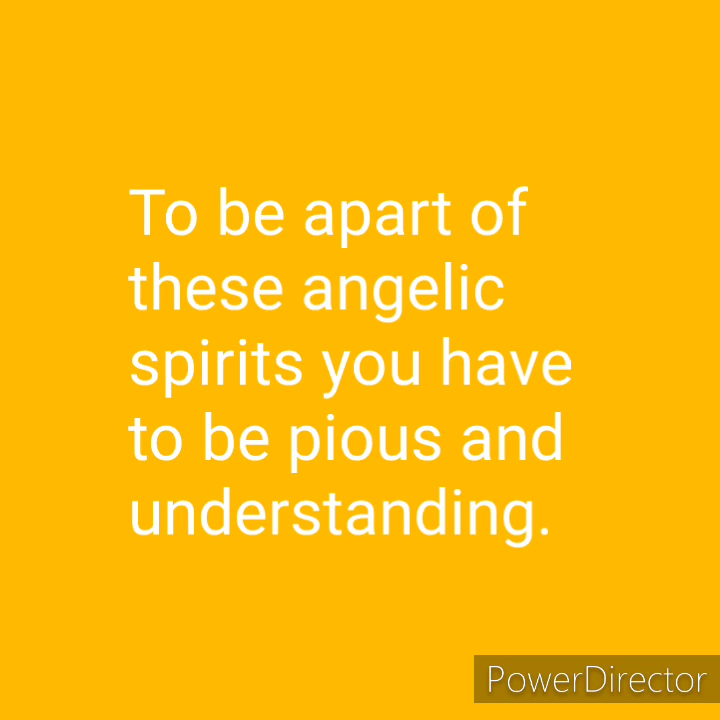 To be apart of
these angelic
spirits you have
to be pious and
understanding.
PowerDirector